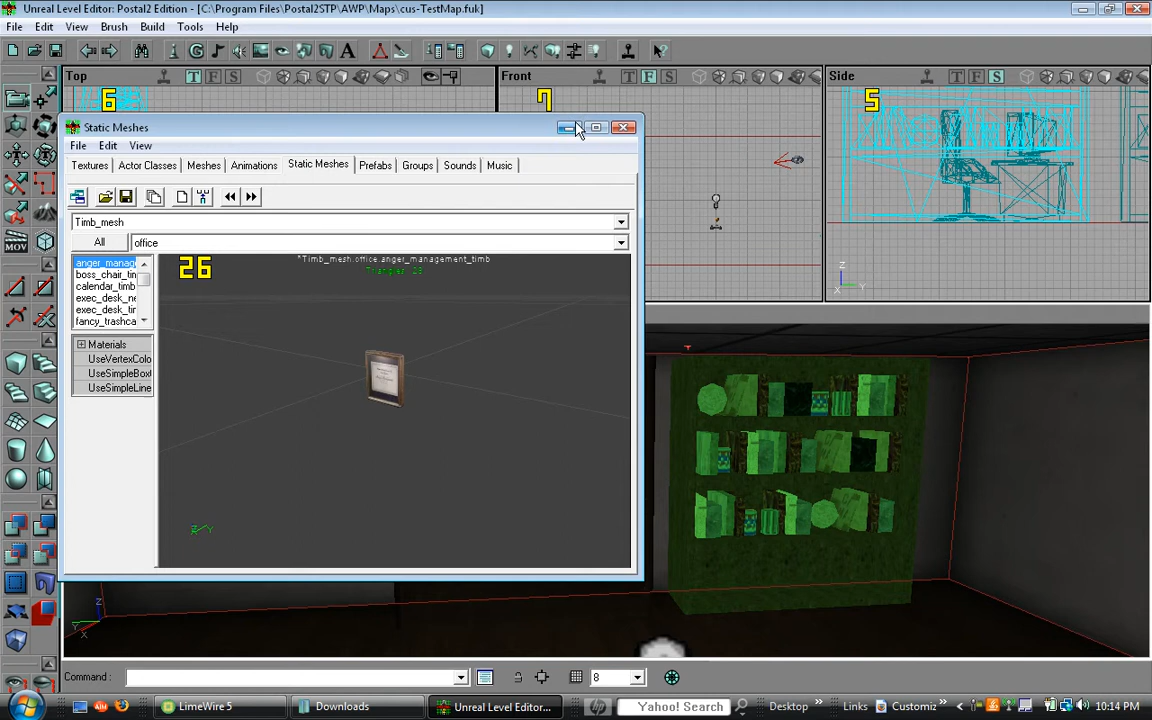 Unreal Level Editor: Postal2 Edition - [C:\Program Files\Postal2STP\AWP\Maps\cus-TestMap.fuk]
File Edit View Brush Build Tools Help
Top T F S
Front T F S
Side T F S
6
7
5
Static Meshes
File Edit View
Textures Actor Classes Meshes Animations Static Meshes Prefabs Groups Sounds Music
Timb_mesh
All office
anger_manag
boss_chair_tin
calendar_timb
exec_desk_ne
exec_desk_tir
fancy_trashca
Materials
UseVertexColo
UseSimpleBox
UseSimpleLine
26
*Timb_mesh.office.anger_management_timb
MOV
Z
Y
X
Command :
8
LimeWire 5
Downloads
Unreal Level Editor...
Yahoo! Search
Desktop
Links
Customiz
10:14 PM